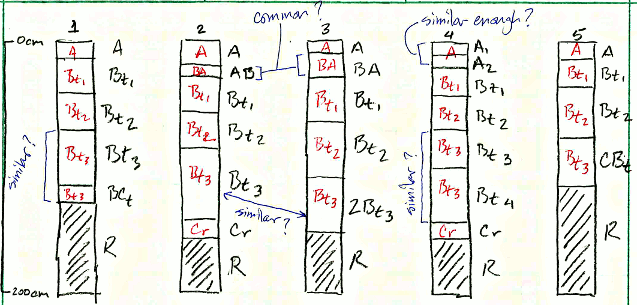 common?
similar enough?
1
2
3
4
5
0cm
A
A
Bt1
Bt1
Bt2
Bt2
similar?
Bt3
Bt3
Bt3
BCt
R
A
A
BA
AB
Bt1
Bt1
Bt2
Bt2
Bt3
Bt3
similar?
Cr
Cr
R
A
A
BA
BA
Bt1
Bt1
Bt2
Bt2
Bt3
2Bt3
R
A
A1
A2
Bt1
Bt1
Bt2
Bt2
similar?
Bt3
Bt3
Bt3
Bt4
Cr
Cr
R
A
A
Bt1
Bt1
Bt2
Bt2
Bt3
CBt
R
200cm